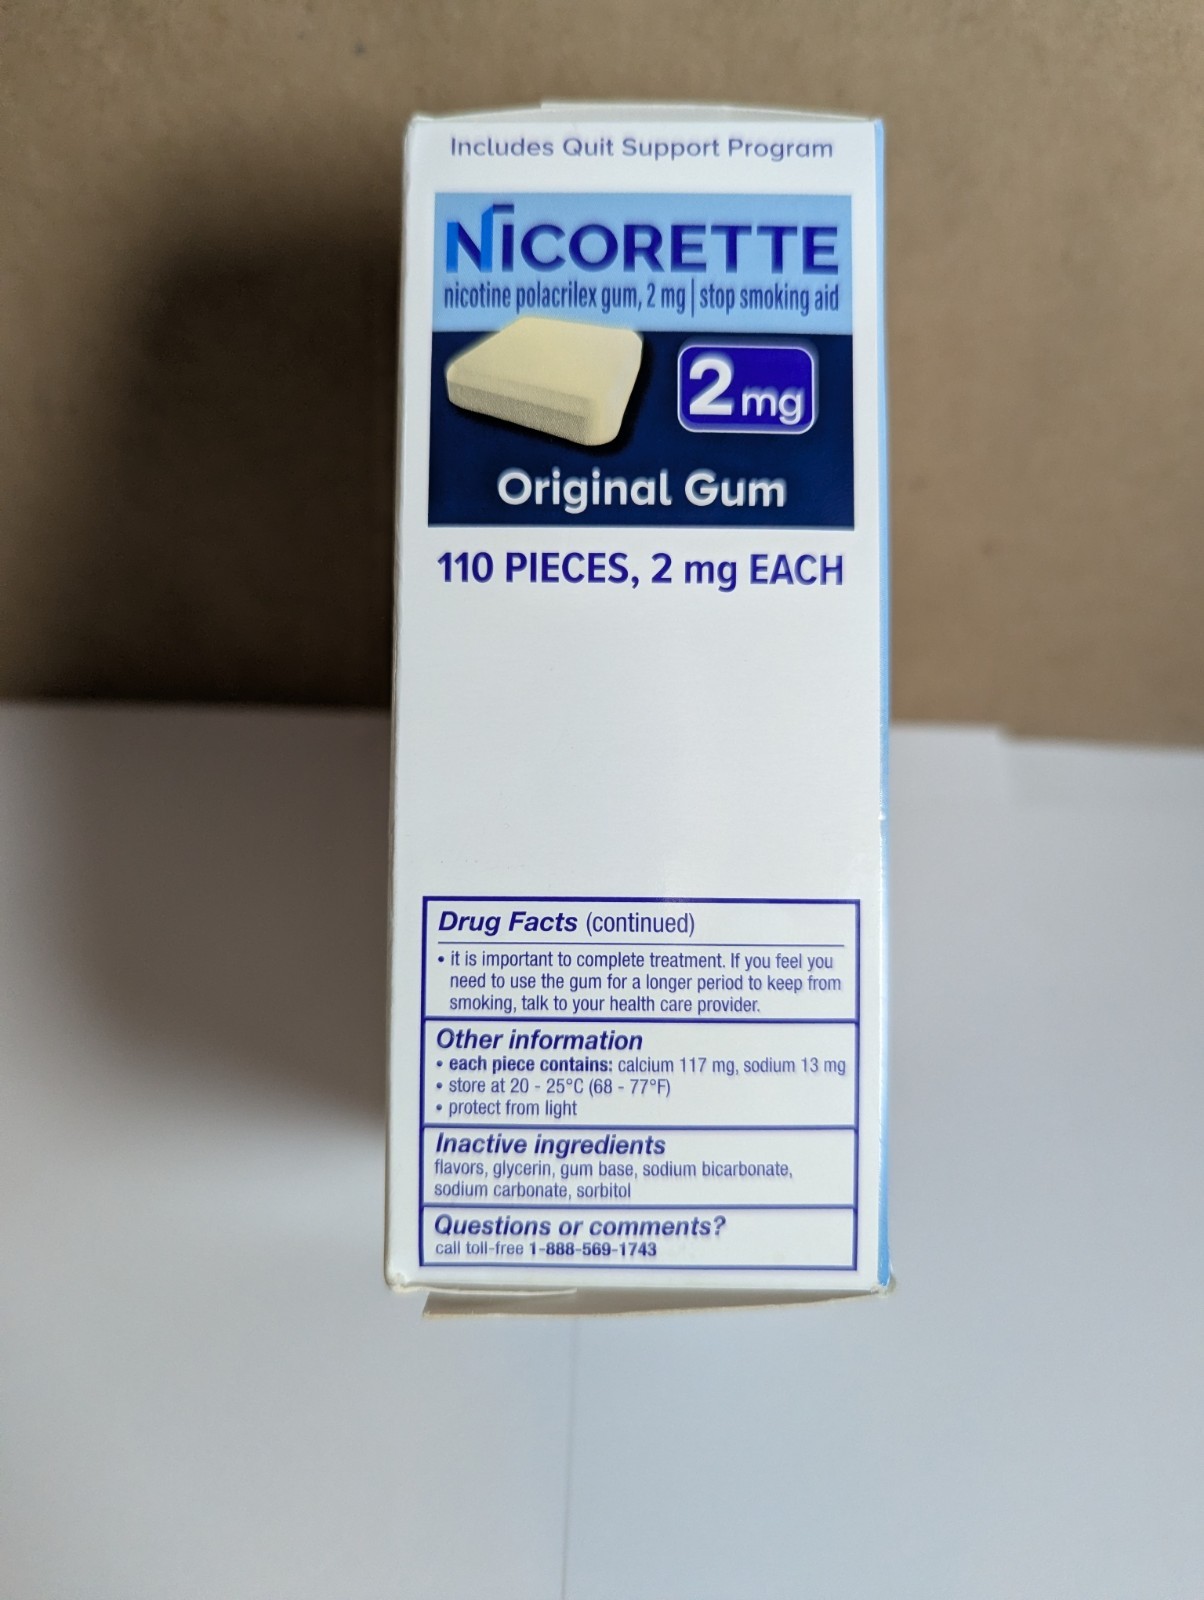 Includes Quit Support Program
NICORETTE
nicotine polacrilex gum, 2 mg | stop smoking aid
2 mg
Original Gum
110 PIECES, 2 mg EACH
Drug Facts (continued)
• it is important to complete treatment. If you feel you
need to use the gum for a longer period to keep from
smoking, talk to your health care provider.
Other information
• each piece contains: calcium 117 mg, sodium 13 mg
• store at 20 - 25°C (68 - 77°F)
• protect from light
Inactive ingredients
flavors, glycerin, gum base, sodium bicarbonate,
sodium carbonate, sorbitol
Questions or comments?
call toll-free 1-888-569-1743